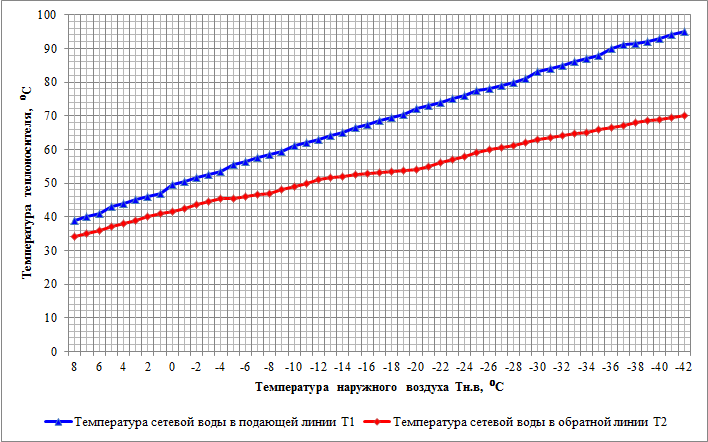 Температура теплоносителя, ⁰С
100
90
80
70
60
50
40
30
20
10
0
8 6 4 2 0 -2 -4 -6 -8 -10 -12 -14 -16 -18 -20 -22 -24 -26 -28 -30 -32 -34 -36 -38 -40 -42
Температура наружного воздуха Тн.в, ⁰С
Температура сетевой воды в подающей линии Т1 Температура сетевой воды в обратной линии Т2